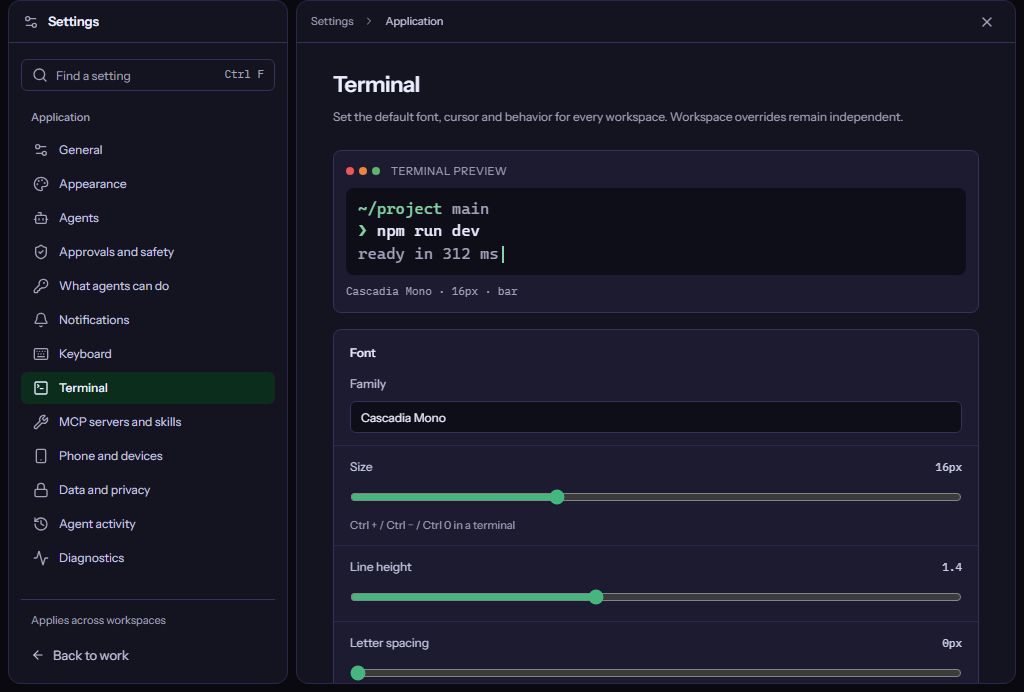 Settings
Find a setting
Ctrl F
Application
General
Appearance
Agents
Approvals and safety
What agents can do
Notifications
Keyboard
Terminal
MCP servers and skills
Phone and devices
Data and privacy
Agent activity
Diagnostics
Applies across workspaces
← Back to work
Settings > Application
Terminal
Set the default font, cursor and behavior for every workspace. Workspace overrides remain independent.
TERMINAL PREVIEW
~/project main
❯ npm run dev
ready in 312 ms
Cascadia Mono · 16px · bar
Font
Family
Cascadia Mono
Size
16px
Ctrl + / Ctrl − / Ctrl 0 in a terminal
Line height
1.4
Letter spacing
0px